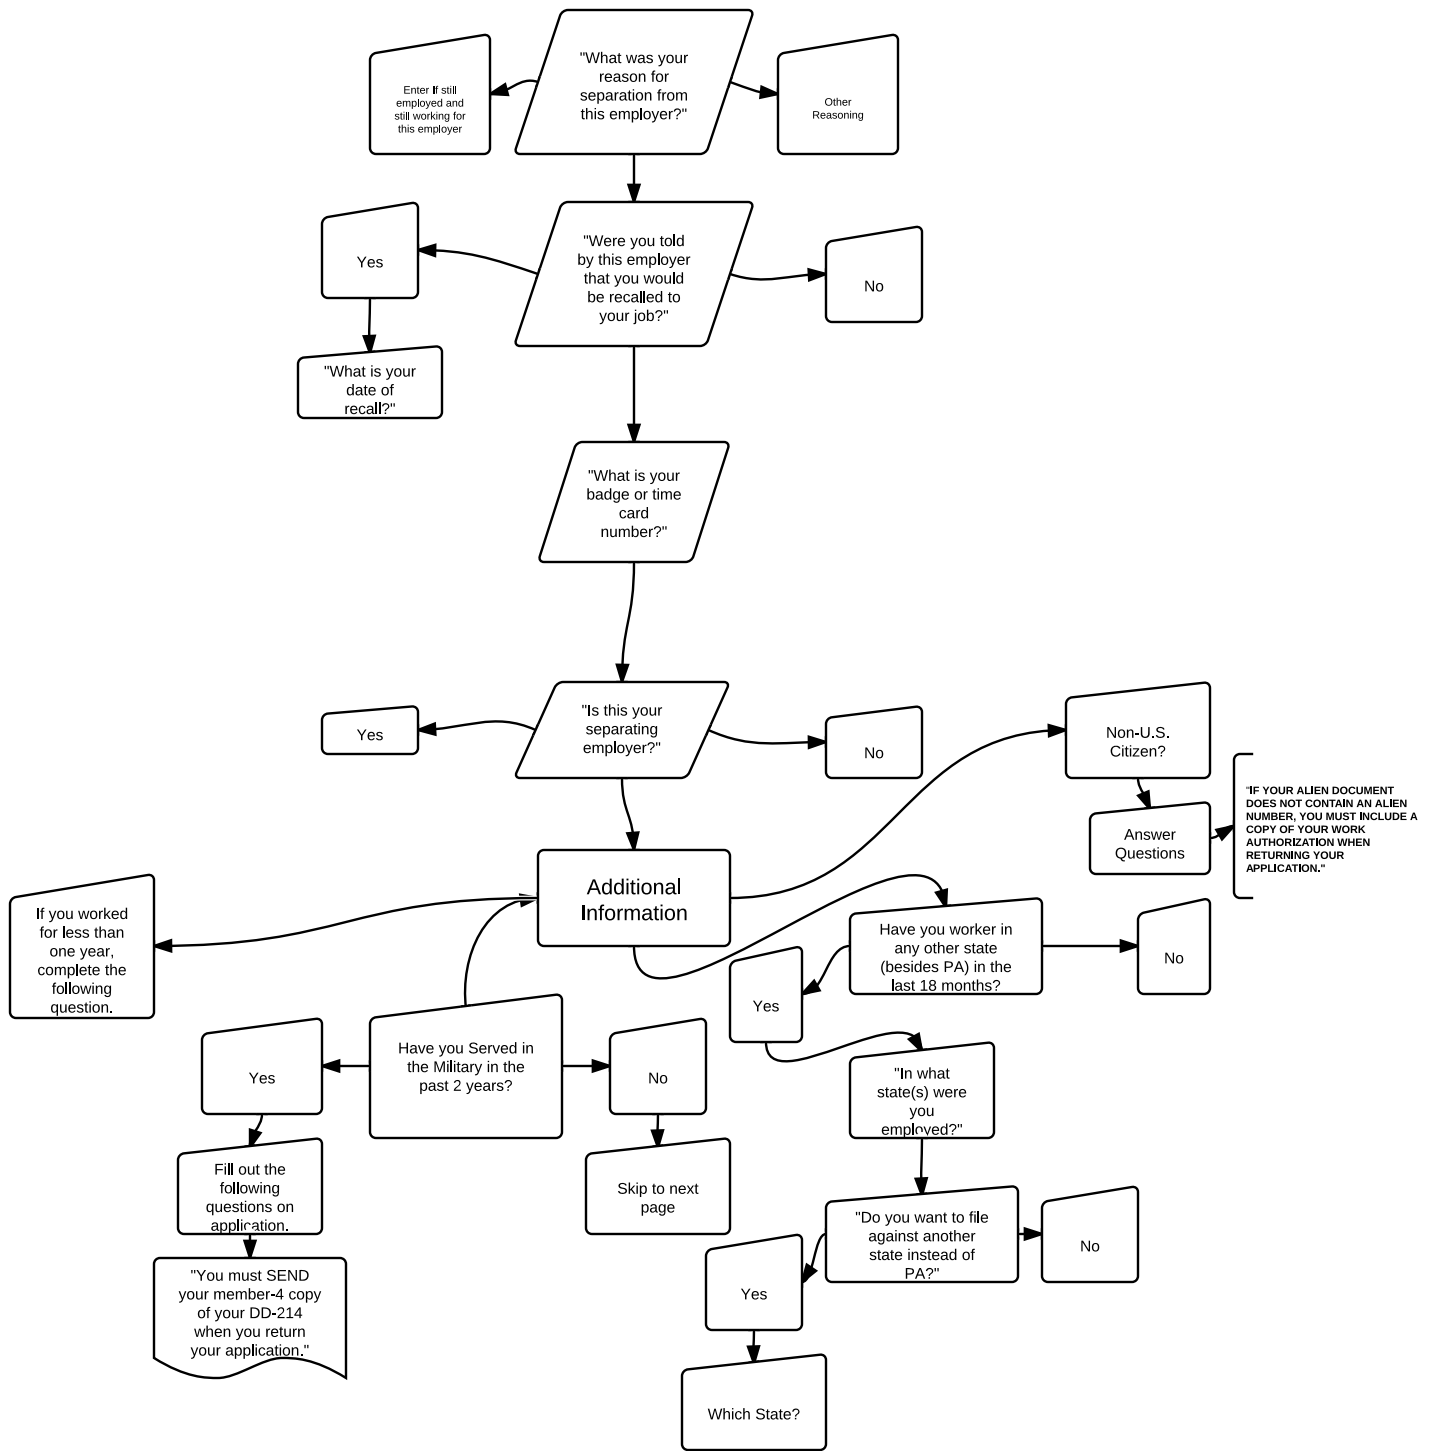 "What was your
reason for
separation from
this employer?"
Enter If still
employed and
still working for
this employer
Other
Reasoning
"Were you told
by this employer
that you would
be recalled to
your job?"
Yes
No
"What is your
date of
recall?"
"What is your
badge or time
card
number?"
"Is this your
separating
employer?"
Yes
No
Non-U.S.
Citizen?
Answer
Questions
"IF YOUR ALIEN DOCUMENT
DOES NOT CONTAIN AN ALIEN
NUMBER, YOU MUST INCLUDE A
COPY OF YOUR WORK
AUTHORIZATION WHEN
RETURNING YOUR
APPLICATION."
Additional
Information
If you worked
for less than
one year,
complete the
following
question.
Have you worker in
any other state
(besides PA) in the
last 18 months?
No
Yes
Have you Served in
the Military in the
past 2 years?
Yes
No
"In what
state(s) were
you
employed?"
Fill out the
following
questions on
application.
Skip to next
page
"Do you want to file
against another
state instead of
PA?"
No
Yes
"You must SEND
your member-4 copy
of your DD-214
when you return
your application."
Which State?